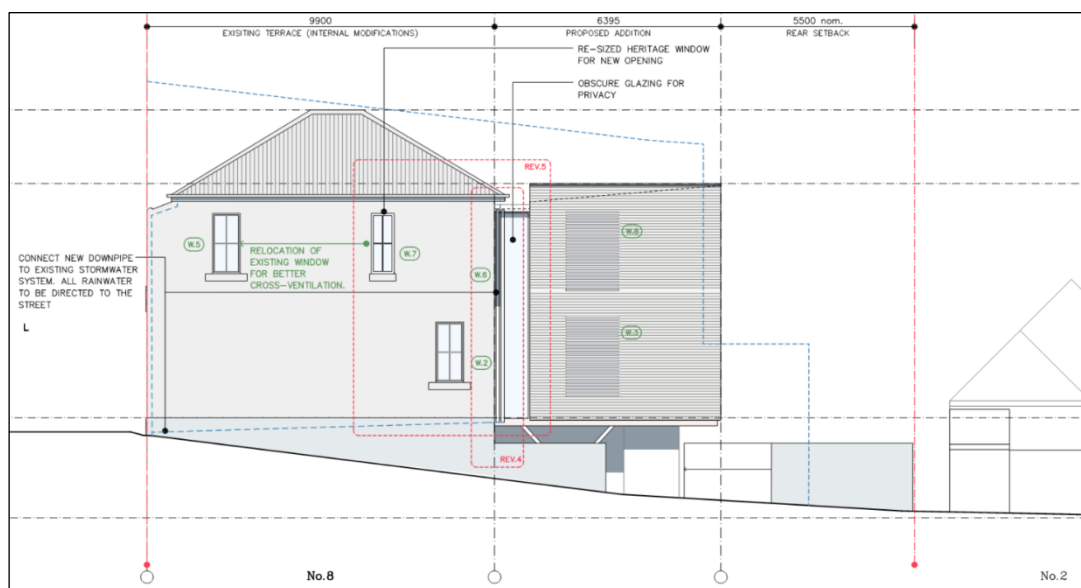 9900
EXISITING TERRACE (INTERNAL MODIFICATIONS)
6395
PROPOSED ADDITION
5500 nom.
REAR SETBACK
RE-SIZED HERITAGE WINDOW
FOR NEW OPENING
OBSCURE GLAZING FOR
PRIVACY
REV.5
W.5
RELOCATION OF
EXISTING WINDOW
FOR BETTER
CROSS-VENTILATION.
W.7
W.6
W.8
CONNECT NEW DOWNPIPE
TO EXISTING STORMWATER
SYSTEM. ALL RAINWATER
TO BE DIRECTED TO THE
STREET
L
W.2
W.3
REV.4
No.8
No.2